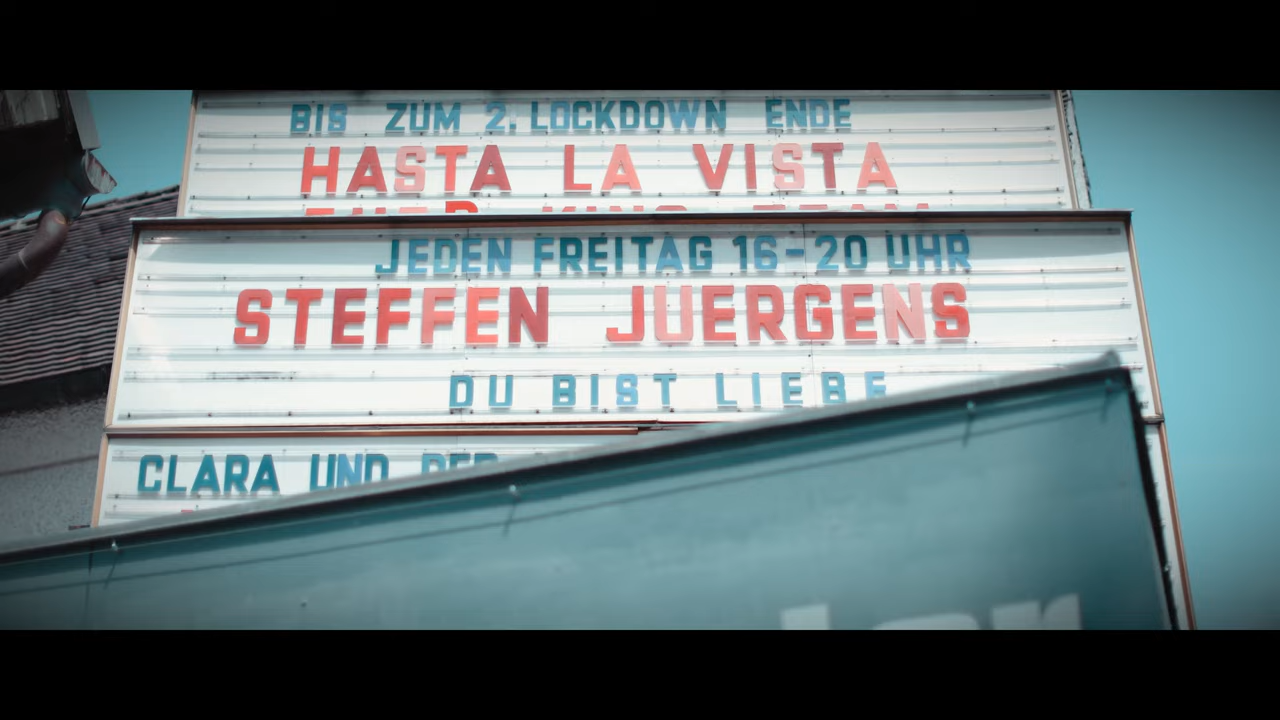 BIS ZUM 2. LOCKDOWN ENDE
HASTA LA VISTA
JEDEN FREITAG 16-20 UHR
STEFFEN JUERGENS
DU BIST LIEBE
CLARA UND DER